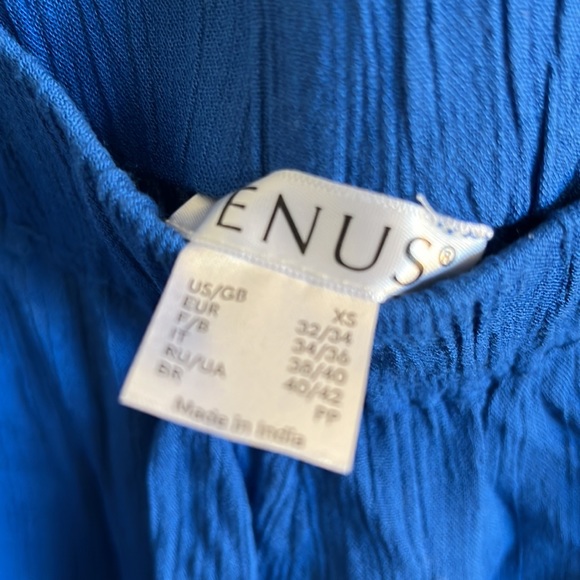 ENUS®
US/GB XS
EUR 32/34
F/B 34/36
IT 38/40
RU/UA 40/42
BR PP
Made in India